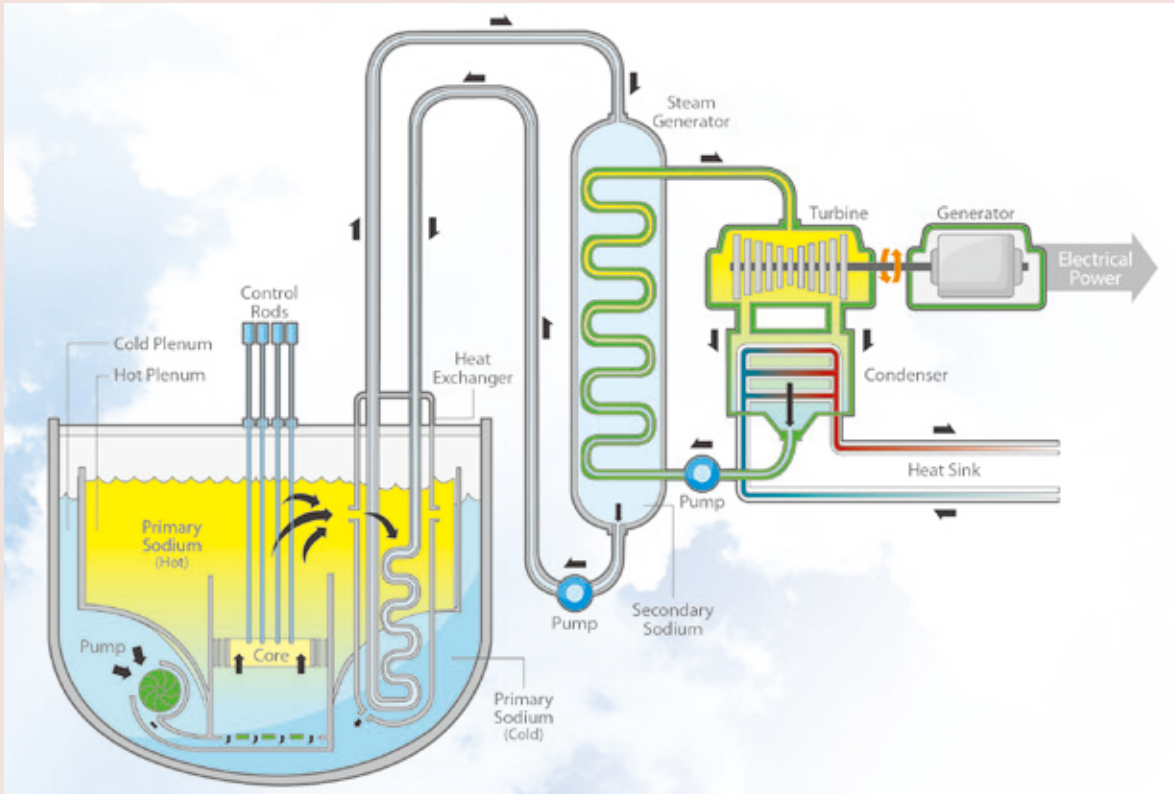 Steam
Generator
Turbine
Generator
Electrical
Power
Control
Rods
Cold Plenum
Hot Plenum
Heat
Exchanger
Condenser
Heat Sink
Pump
Primary
Sodium
(Hot)
Pump
Secondary
Sodium
Pump
Core
Primary
Sodium
(Cold)